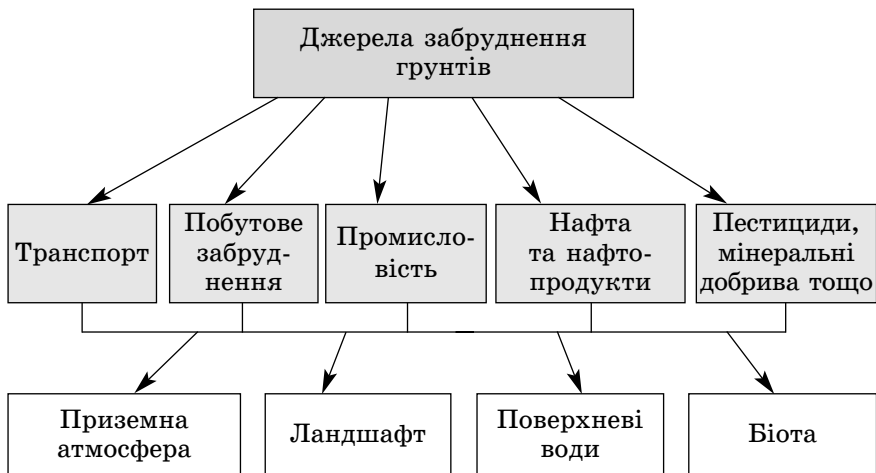 Джерела забруднення
грунтів
Транспорт
Побутове
забруд-
нення
Промисло-
вість
Нафта
та нафто-
продукти
Пестициди,
мінеральні
добрива тощо
Приземна
атмосфера
Ландшафт
Поверхневі
води
Біота